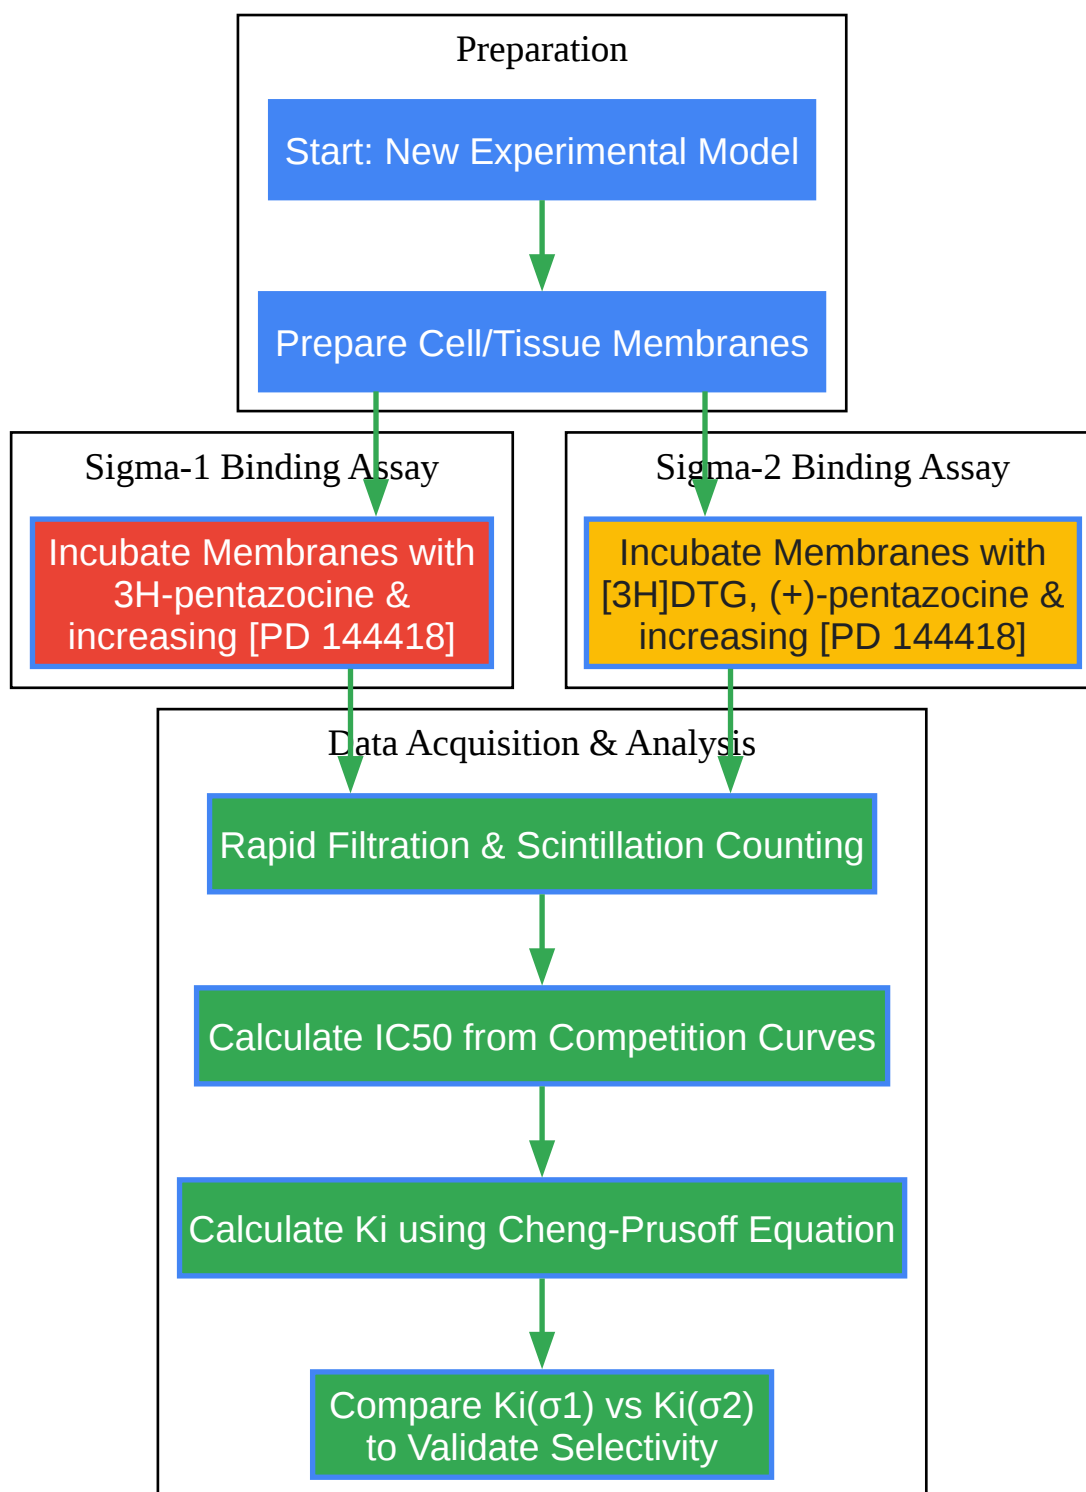 Preparation
Start: New Experimental Model
Prepare Cell/Tissue Membranes
Sigma-1 Binding Assay
Incubate Membranes with
3H-pentazocine &
increasing [PD 144418]
Sigma-2 Binding Assay
Incubate Membranes with
[3H]DTG, (+)-pentazocine &
increasing [PD 144418]
Data Acquisition & Analysis
Rapid Filtration & Scintillation Counting
Calculate IC50 from Competition Curves
Calculate Ki using Cheng-Prusoff Equation
Compare Ki(σ1) vs Ki(σ2)
to Validate Selectivity